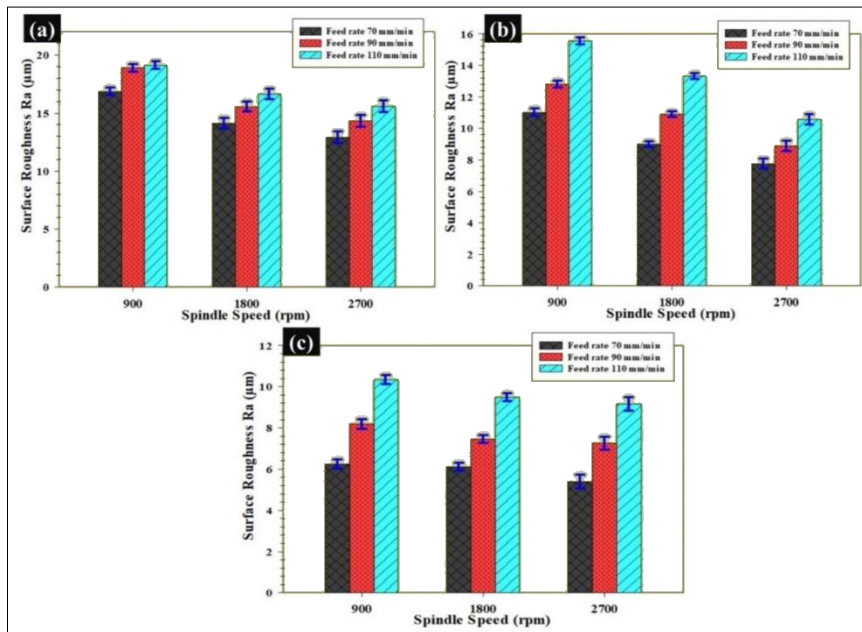 (a)
Feed rate 70 mm/min
Feed rate 90 mm/min
Feed rate 110 mm/min
Surface Roughness Ra (µm)
20
15
10
5
0
900 1800 2700
Spindle Speed (rpm)
(b)
Feed rate 70 mm/min
Feed rate 90 mm/min
Feed rate 110 mm/min
Surface Roughness Ra (µm)
16
14
12
10
8
6
4
2
0
900 1800 2700
Spindle Speed (rpm)
(c)
Feed rate 70 mm/min
Feed rate 90 mm/min
Feed rate 110 mm/min
Surface Roughness Ra (µm)
12
10
8
6
4
2
0
900 1800 2700
Spindle Speed (rpm)